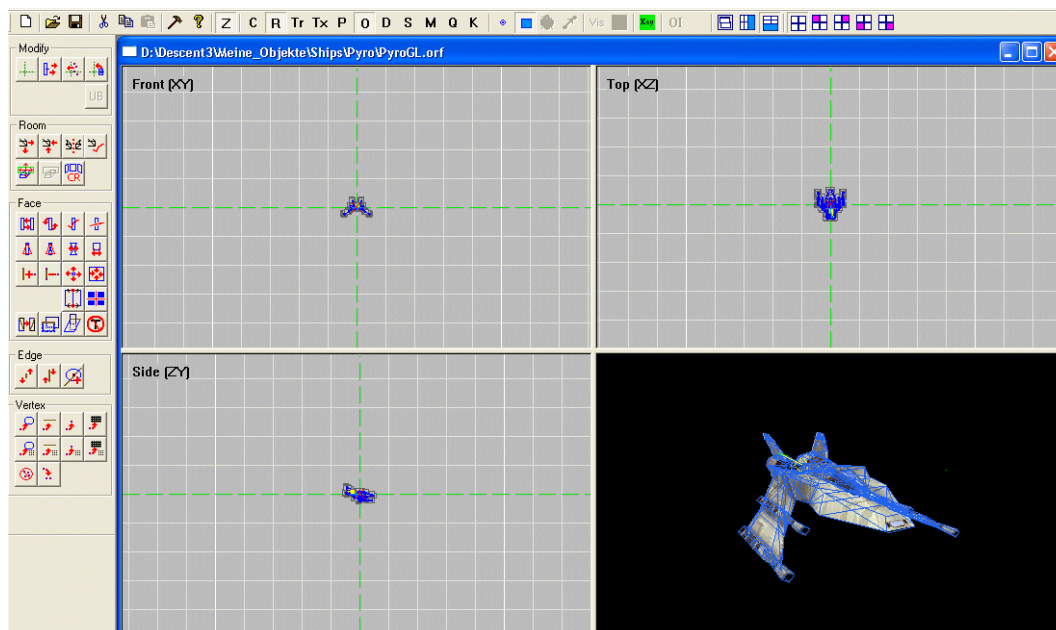 Z C R Tr Tx P O D S M Q K Vis Key OI
Modify
D:\Descent3\Meine_Objekte\Ships\Pyro\PyroGL.orf
Front (XY)
Top (XZ)
UB
Room
CR
Face
T
Edge
Side (ZY)
Vertex